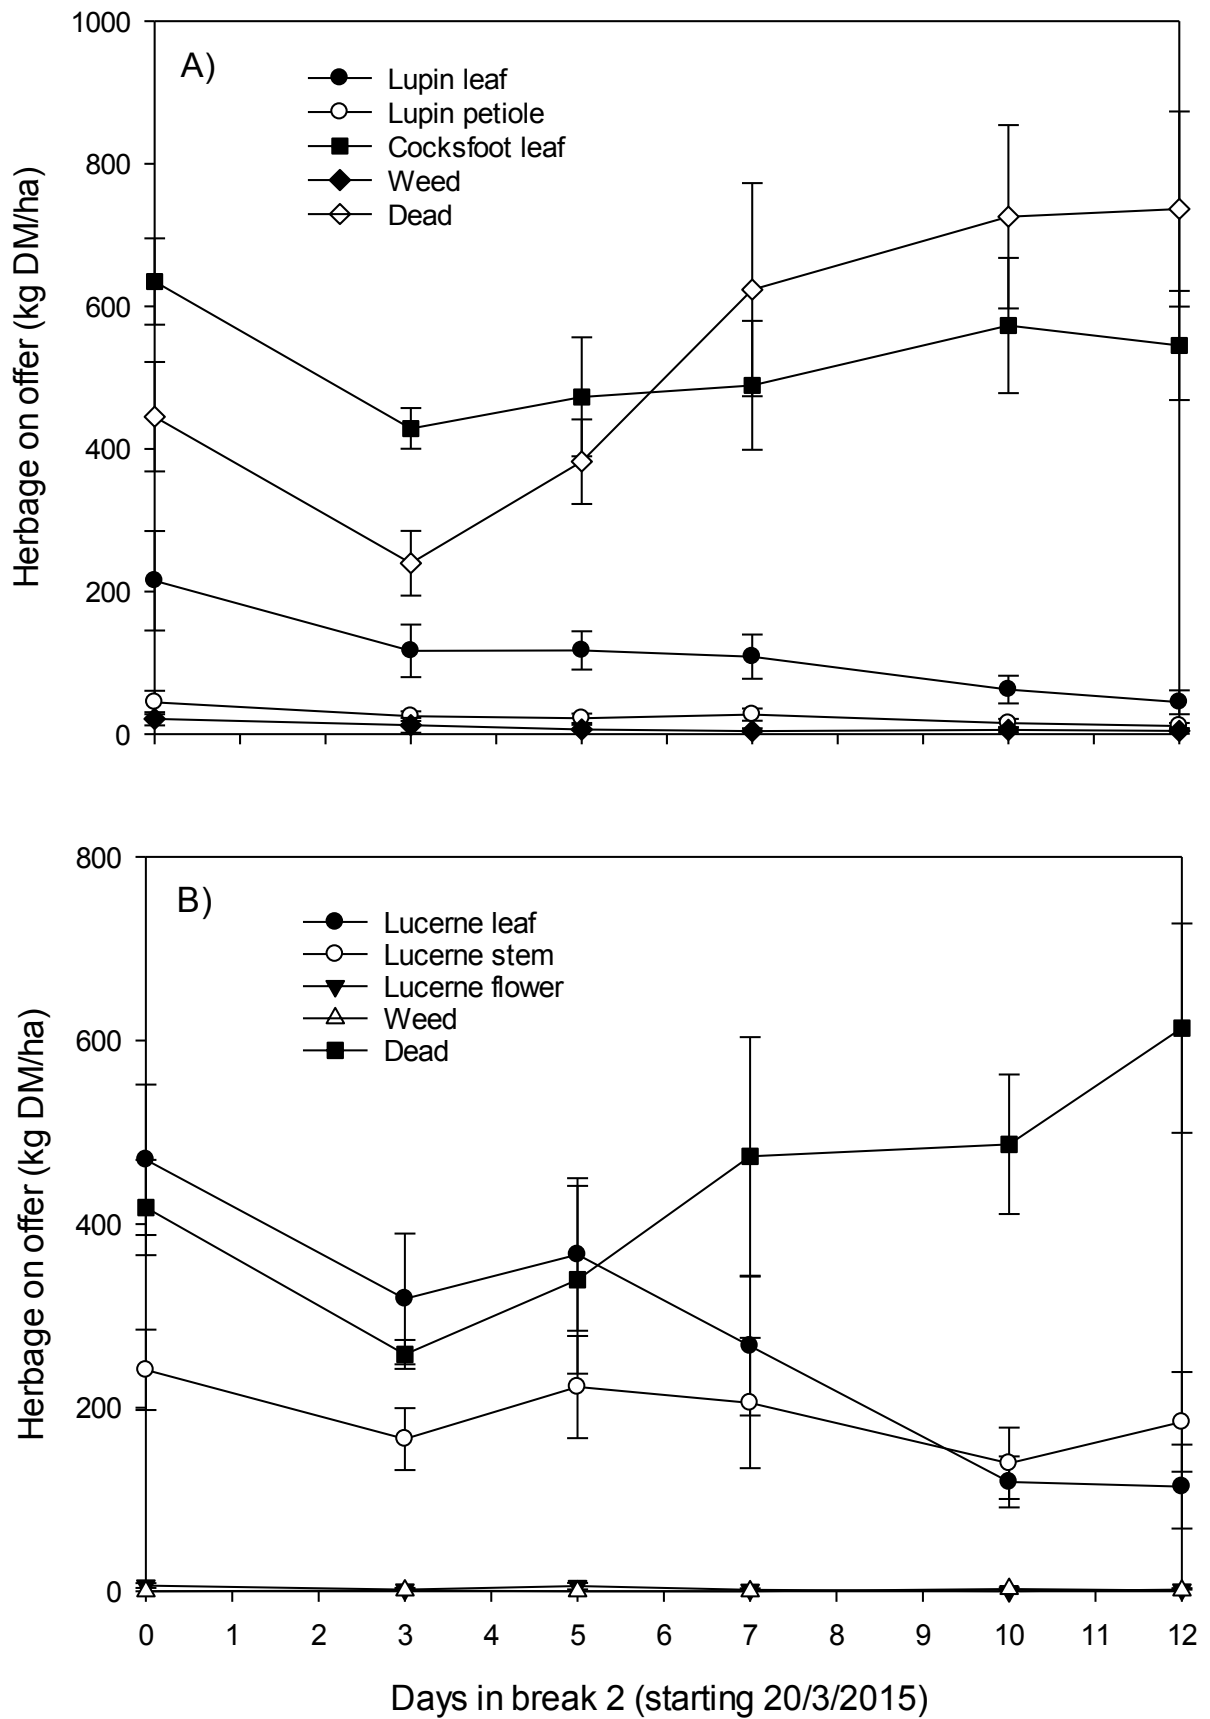 A)
Lupin leaf
Lupin petiole
Cocksfoot leaf
Weed
Dead
Herbage on offer (kg DM/ha)
1000
800
600
400
200
0
B)
Lucerne leaf
Lucerne stem
Lucerne flower
Weed
Dead
Herbage on offer (kg DM/ha)
800
600
400
200
0
0 1 2 3 4 5 6 7 8 9 10 11 12
Days in break 2 (starting 20/3/2015)